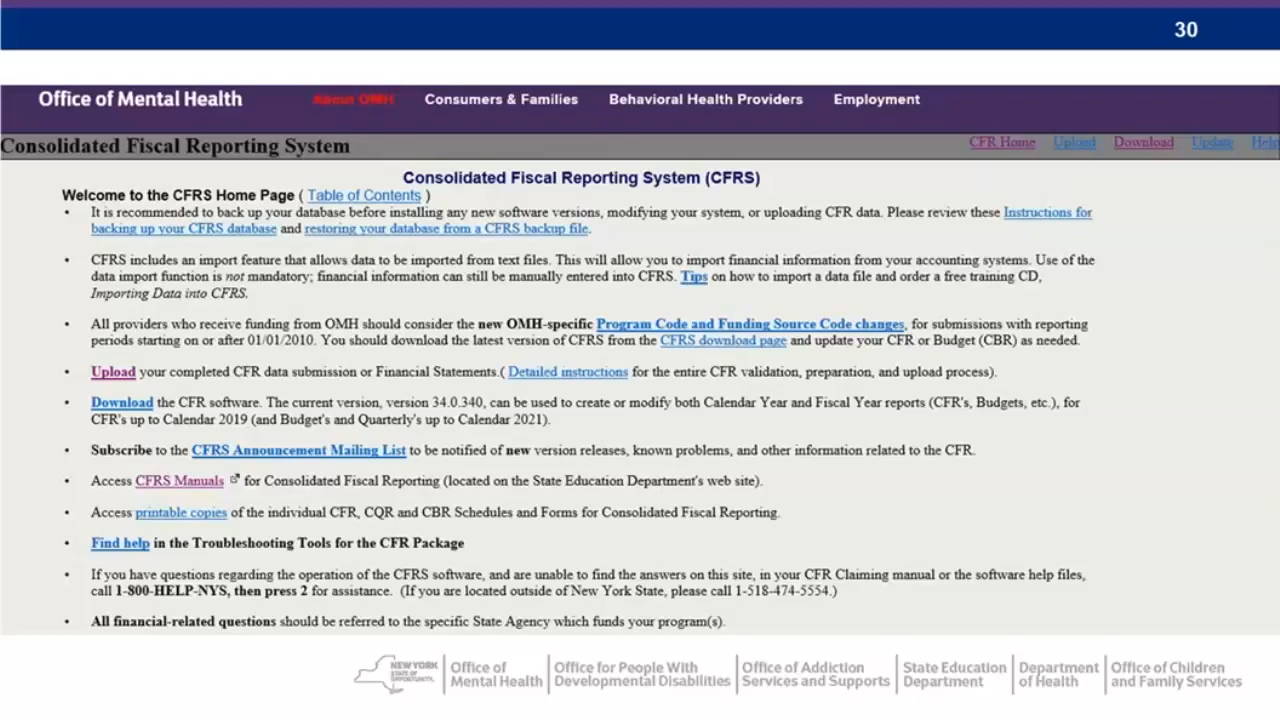 30
Office of Mental Health About OMH Consumers & Families Behavioral Health Providers Employment
Consolidated Fiscal Reporting System CFR Home Upload Download Update Help
Consolidated Fiscal Reporting System (CFRS)
Welcome to the CFRS Home Page ( Table of Contents )
• It is recommended to back up your database before installing any new software versions, modifying your system, or uploading CFR data. Please review these Instructions for
backing up your CFRS database and restoring your database from a CFRS backup file.
• CFRS includes an import feature that allows data to be imported from text files. This will allow you to import financial information from your accounting systems. Use of the
data import function is not mandatory; financial information can still be manually entered into CFRS. Tips on how to import a data file and order a free training CD,
Importing Data into CFRS.
• All providers who receive funding from OMH should consider the new OMH-specific Program Code and Funding Source Code changes, for submissions with reporting
periods starting on or after 01/01/2010. You should download the latest version of CFRS from the CFRS download page and update your CFR or Budget (CBR) as needed.
• Upload your completed CFR data submission or Financial Statements.( Detailed instructions for the entire CFR validation, preparation, and upload process).
• Download the CFR software. The current version, version 34.0.340, can be used to create or modify both Calendar Year and Fiscal Year reports (CFR's, Budgets, etc.), for
CFR's up to Calendar 2019 (and Budget's and Quarterly's up to Calendar 2021).
• Subscribe to the CFRS Announcement Mailing List to be notified of new version releases, known problems, and other information related to the CFR.
• Access CFRS Manuals for Consolidated Fiscal Reporting (located on the State Education Department's web site).
• Access printable copies of the individual CFR, CQR and CBR Schedules and Forms for Consolidated Fiscal Reporting.
• Find help in the Troubleshooting Tools for the CFR Package
• If you have questions regarding the operation of the CFRS software, and are unable to find the answers on this site, in your CFR Claiming manual or the software help files,
call 1-800-HELP-NYS, then press 2 for assistance. (If you are located outside of New York State, please call 1-518-474-5554.)
• All financial-related questions should be referred to the specific State Agency which funds your program(s).
NEW YORK
STATE OF
OPPORTUNITY.
Office of
Mental Health
Office for People With
Developmental Disabilities
Office of Addiction
Services and Supports
State Education
Department
Department
of Health
Office of Children
and Family Services